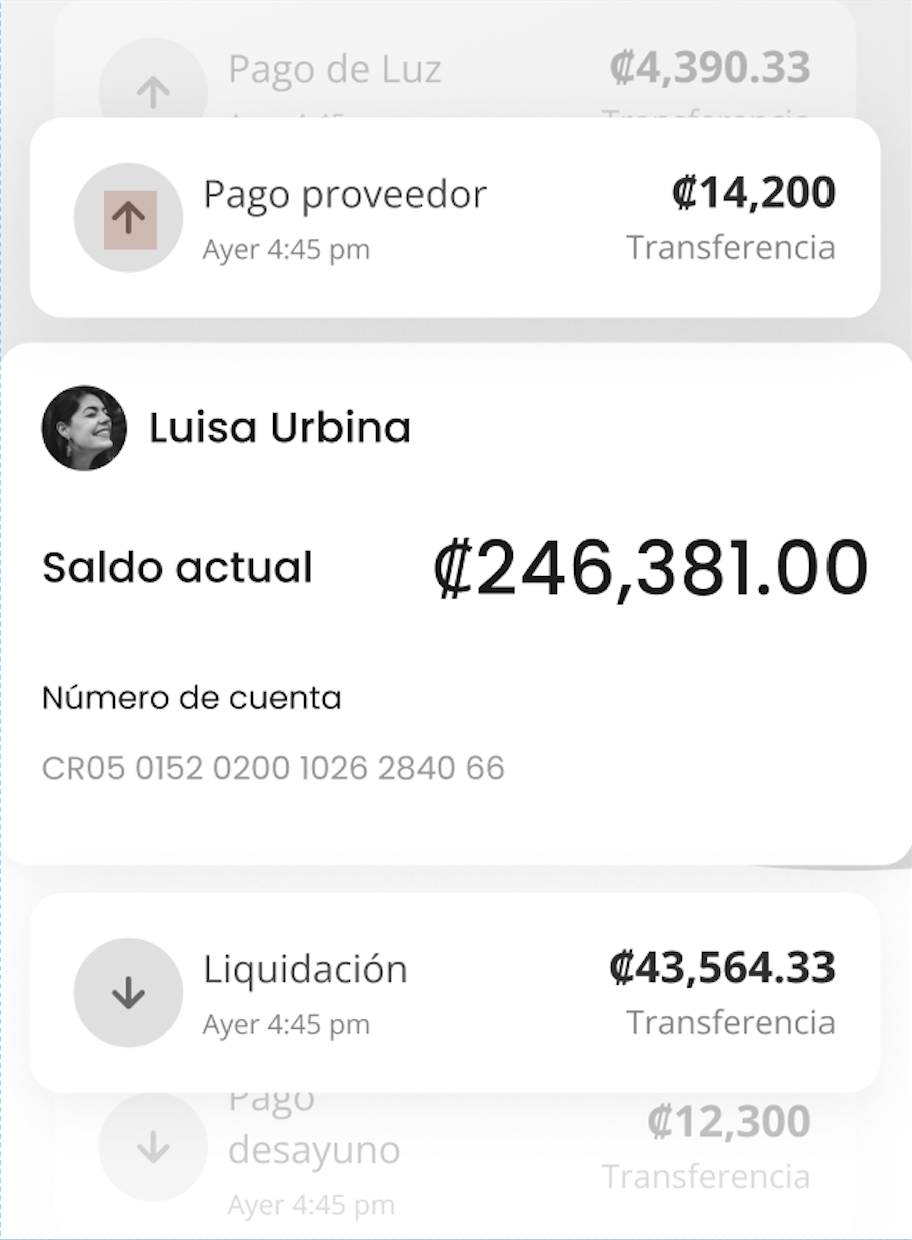 Pago de Luz
₡4,390.33
Transferencia
Pago proveedor
₡14,200
Ayer 4:45 pm
Transferencia
Luisa Urbina
Saldo actual
₡246,381.00
Número de cuenta
CR05 0152 0200 1026 2840 66
Liquidación
₡43,564.33
Ayer 4:45 pm
Transferencia
Pago
desayuno
₡12,300
Transferencia
Ayer 4:45 pm